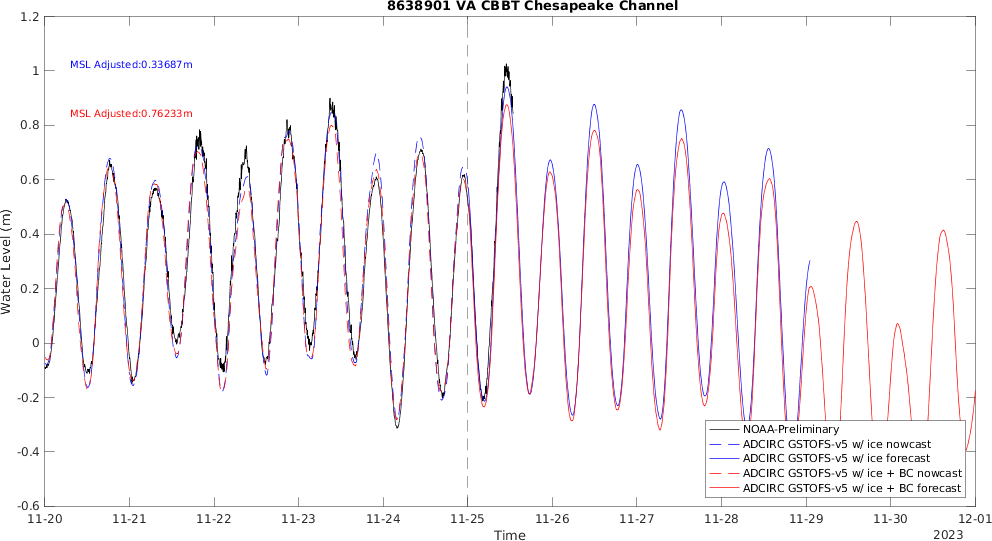 8638901 VA CBBT Chesapeake Channel
1.2
1
0.8
0.6
0.4
0.2
0
-0.2
-0.4
-0.6
Water Level (m)
MSL Adjusted:0.33687m
MSL Adjusted:0.76233m
NOAA-Preliminary
ADCIRC GSTOFS-v5 w/ ice nowcast
ADCIRC GSTOFS-v5 w/ ice forecast
ADCIRC GSTOFS-v5 w/ ice + BC nowcast
ADCIRC GSTOFS-v5 w/ ice + BC forecast
11-20 11-21 11-22 11-23 11-24 11-25 11-26 11-27 11-28 11-29 11-30 12-01
Time
2023